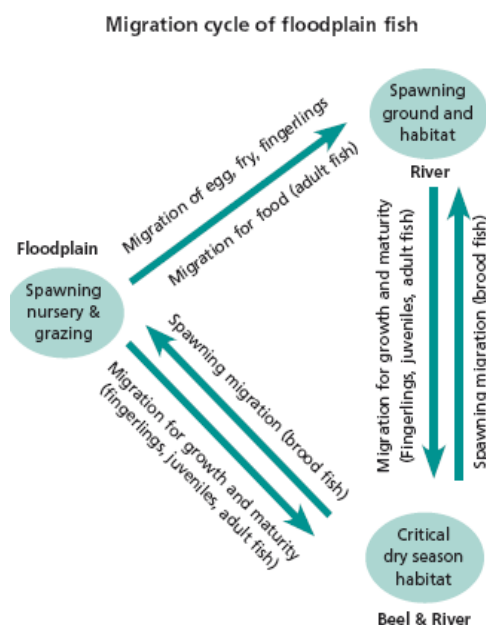 Migration cycle of floodplain fish
Spawning
ground and
habitat
River
Migration of egg, fry, fingerlings
Migration for food (adult fish)
Floodplain
Spawning
nursery &
grazing
Spawning migration (brood fish)
Migration for growth and maturity
(fingerlings, juveniles, adult fish)
Migration for growth and maturity
(Fingerlings, juveniles, adult fish)
Spawning migration (brood fish)
Critical
dry season
habitat
Beel & River